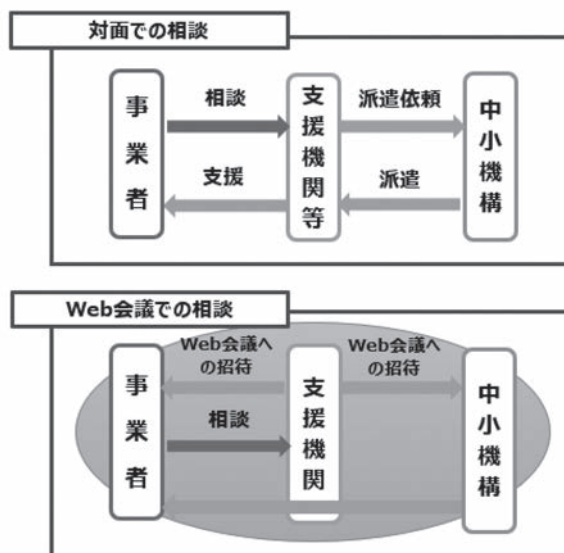 対面での相談
事業者
相談
支援
支援機関等
派遣依頼
派遣
中小機構
Web会議での相談
事業者
Web会議へ
の招待
相談
支援機関
Web会議へ
の招待
中小機構